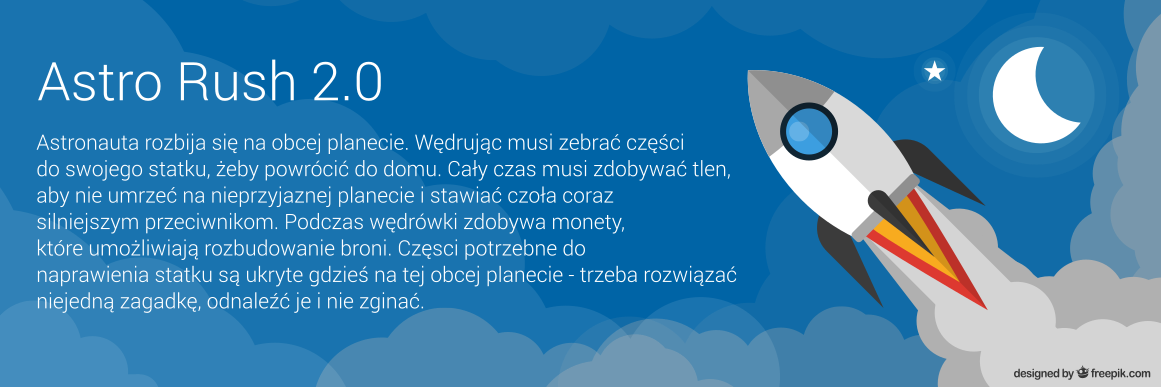 Astro Rush 2.0
Astronauta rozbija się na obcej planecie. Wędrując musi zebrać części
do swojego statku, żeby powrócić do domu. Cały czas musi zdobywać tlen,
aby nie umrzeć na nieprzyjaznej planecie i stawiać czoła coraz
silniejszym przeciwnikom. Podczas wędrówki zdobywa monety,
które umożliwiają rozbudowanie broni. Częsci potrzebne do
naprawienia statku są ukryte gdzieś na tej obcej planecie - trzeba rozwiązać
niejedną zagadkę, odnaleźć je i nie zginać.
designed by freepik.com